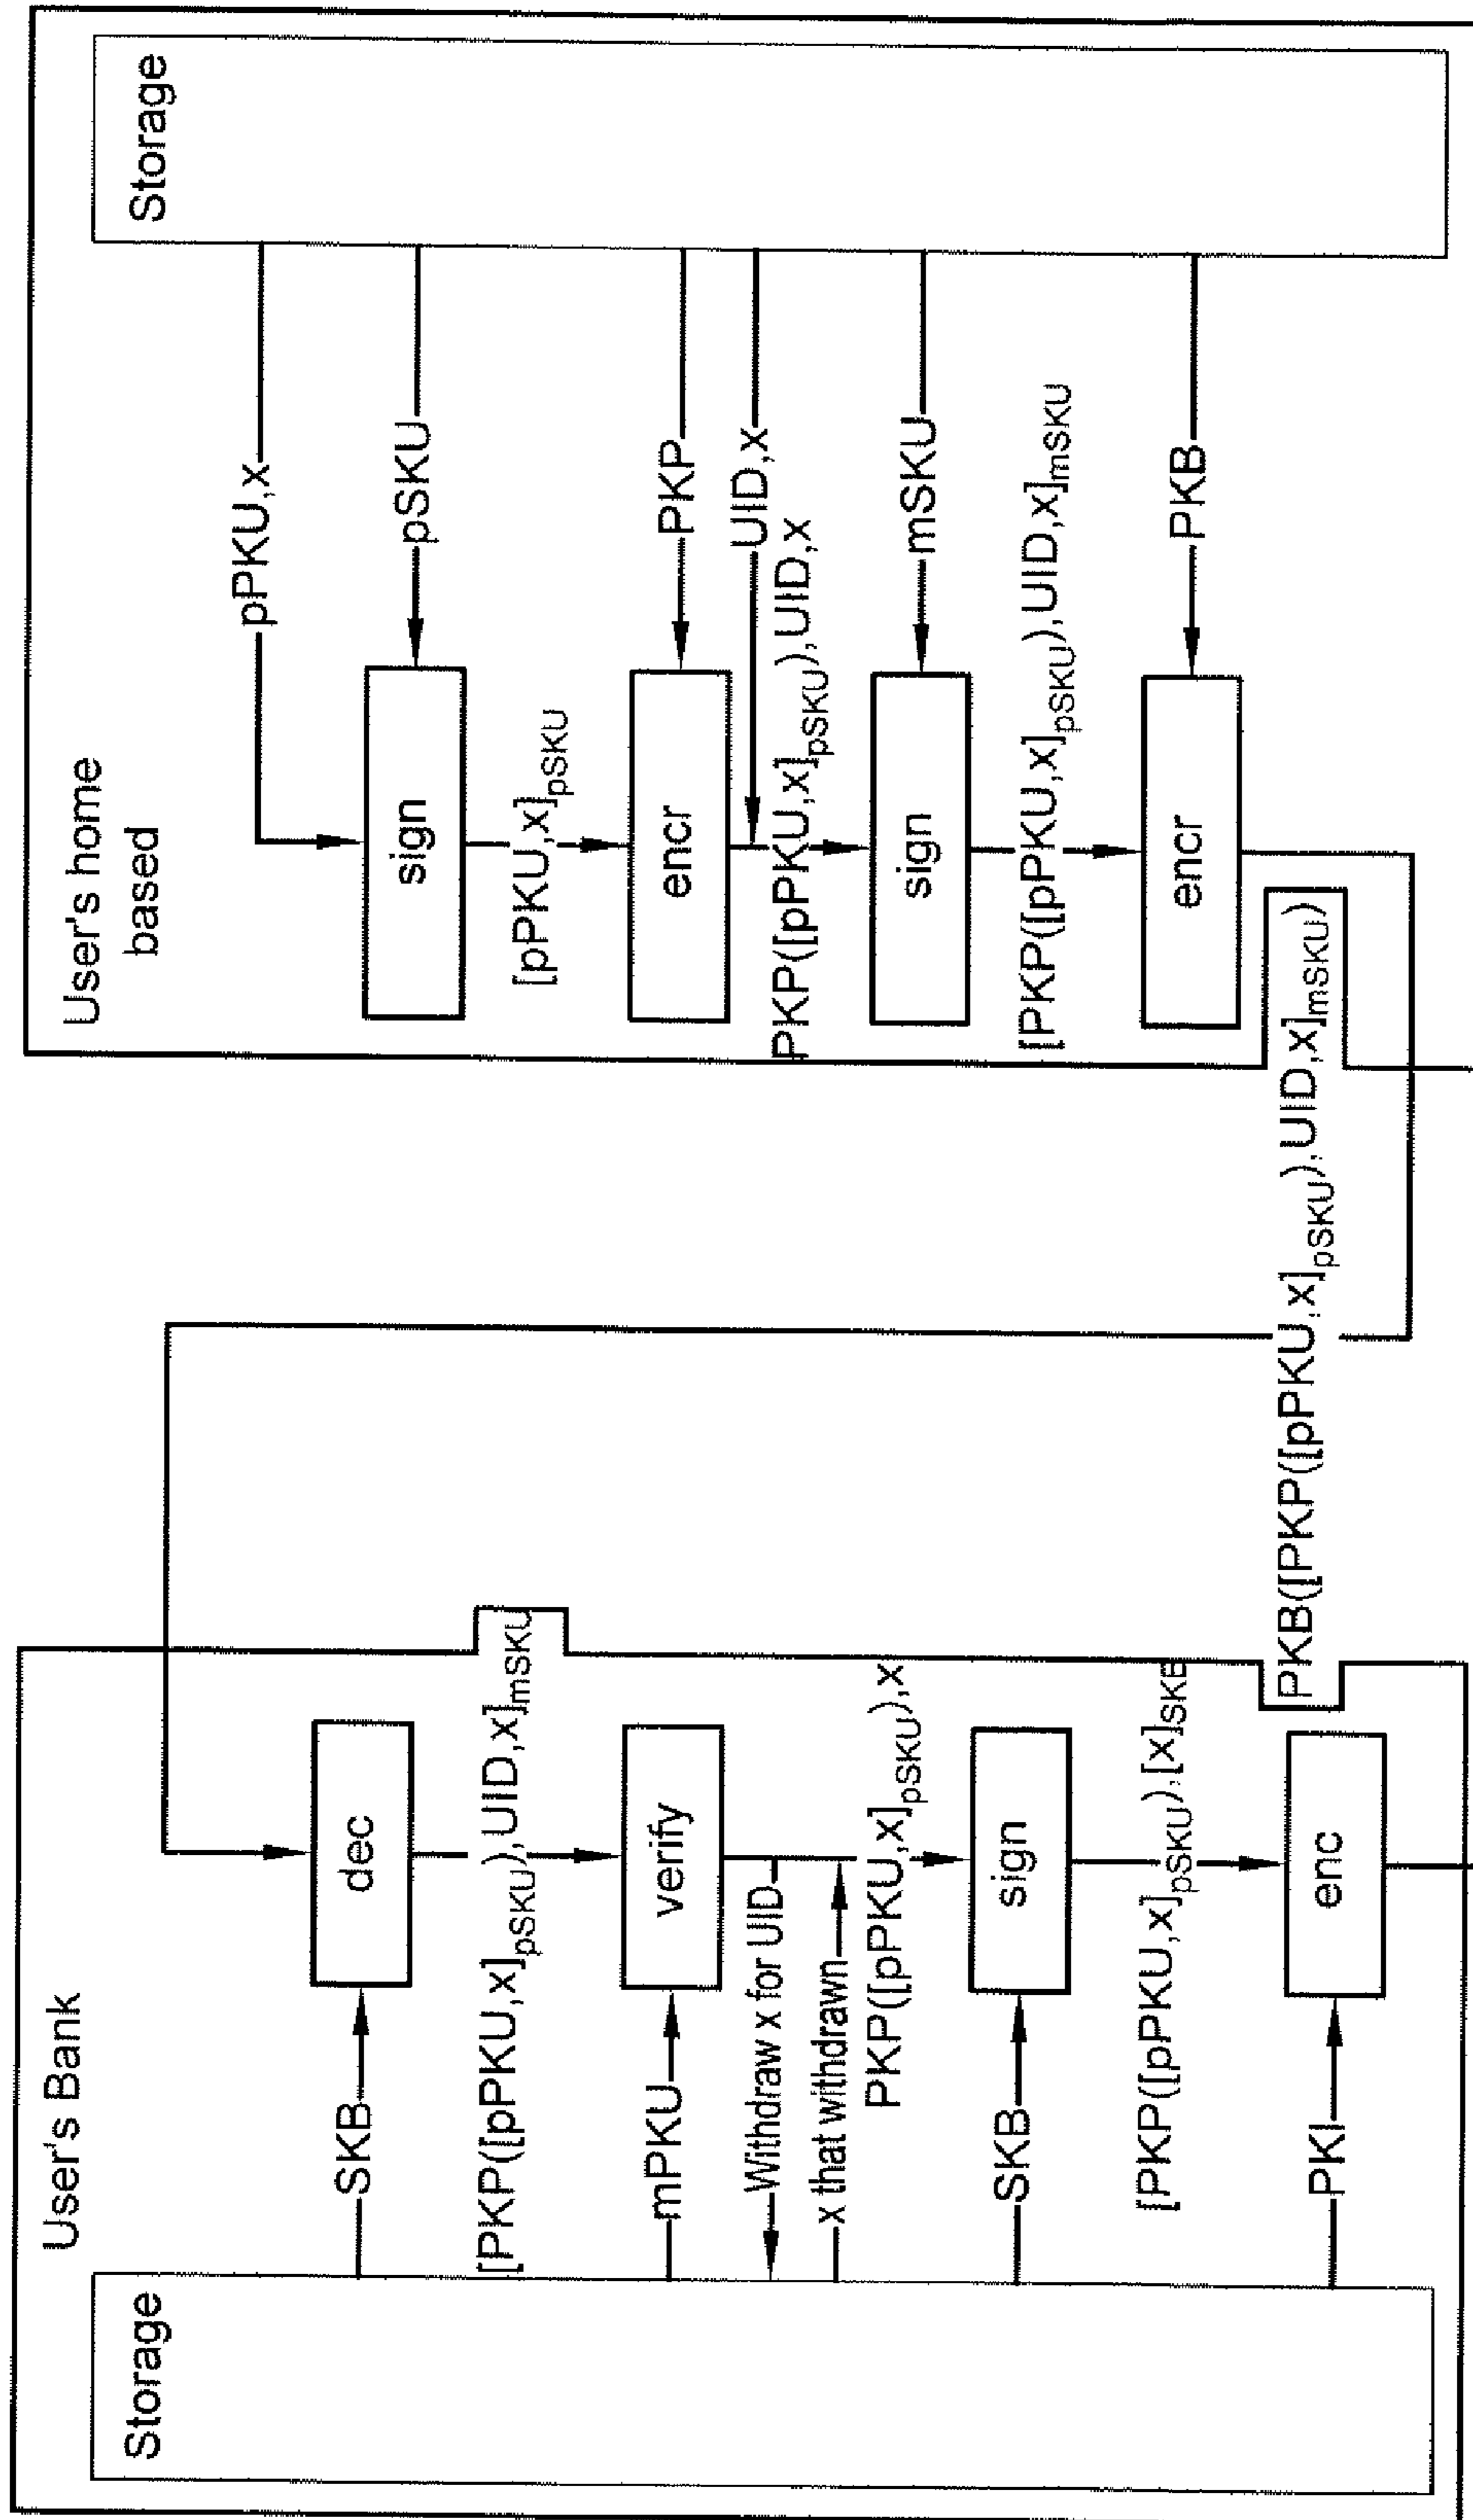 User's Bank
Storage
SKB
dec
[PKP([pPKU,x]pSKU),UID,x]mSKU
mPKU
verify
Withdraw x for UID
x that withdrawn
PKP([pPKU,x]pSKU),x
SKB
sign
[PKP([pPKU,x]pSKU),[x]SKB
PKI
enc
PKB([PKP([pPKU,x]pSKU),UID,x]mSKU)
User's home
based
Storage
pPKU,x
sign
pSKU
[pPKU,x]pSKU
encr
PKP
UID,x
PKP([pPKU,x]pSKU),UID,x
sign
mSKU
[PKP([pPKU,x]pSKU),UID,x]mSKU
encr
PKB